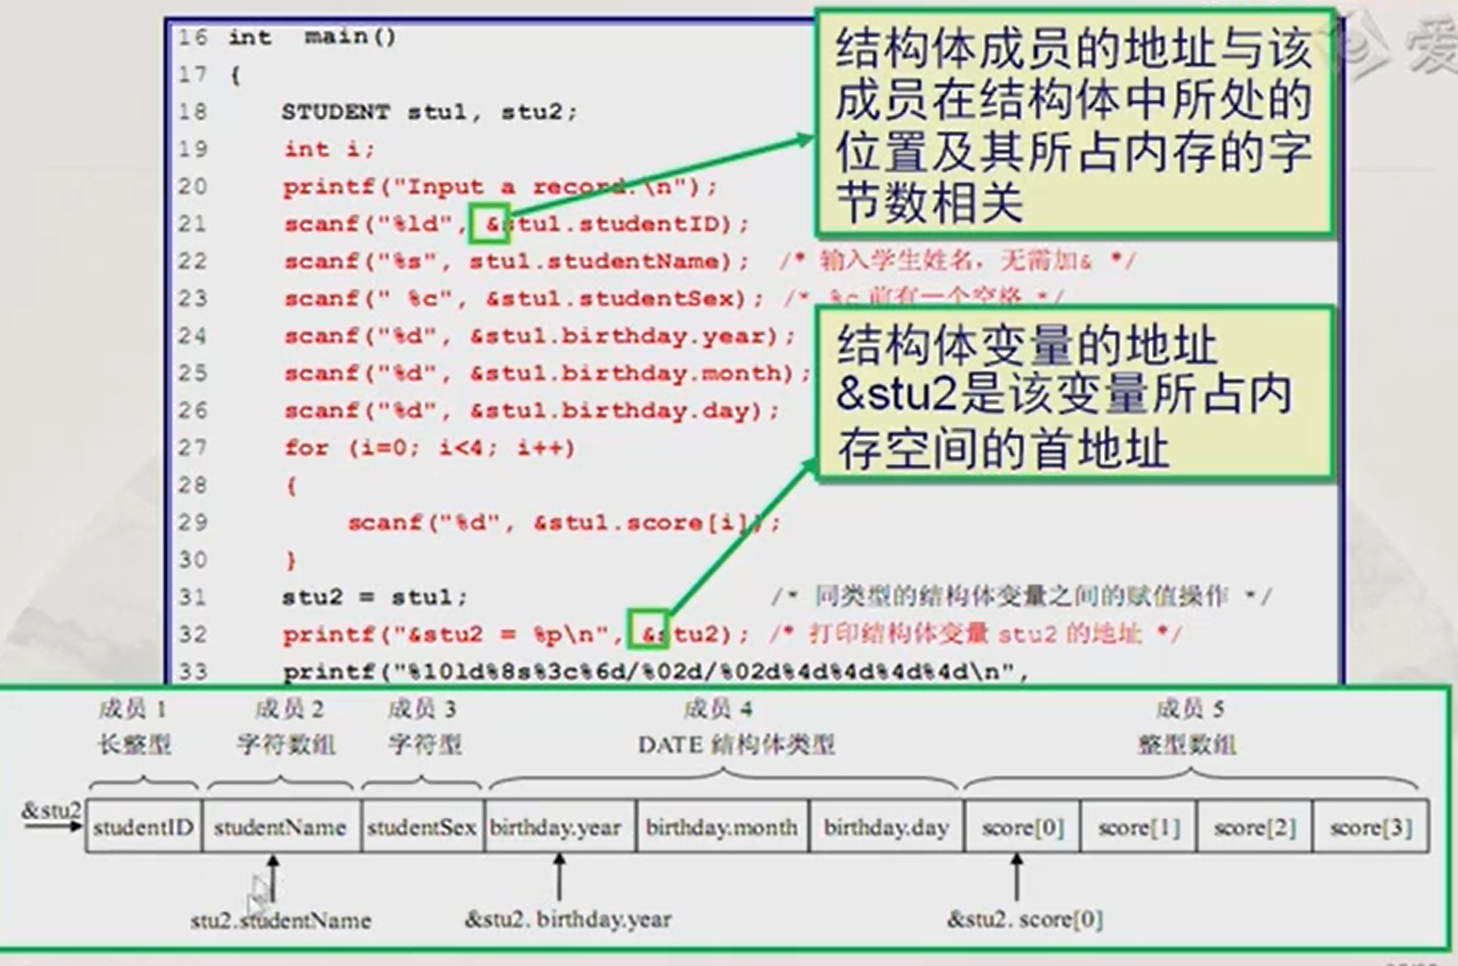 爱
16 int main()
17 {
18 STUDENT stu1, stu2;
19 int i;
20 printf("Input a record:\n");
21 scanf("%ld", &stu1.studentID);
22 scanf("%s", stu1.studentName); /* 输入学生姓名，无需加& */
23 scanf(" %c", &stu1.studentSex); /* %c 前有一个空格 */
24 scanf("%d", &stu1.birthday.year);
25 scanf("%d", &stu1.birthday.month);
26 scanf("%d", &stu1.birthday.day);
27 for (i=0; i<4; i++)
28 {
29 scanf("%d", &stu1.score[i]);
30 }
31 stu2 = stu1; /* 同类型的结构体变量之间的赋值操作 */
32 printf("&stu2 = %p\n", &stu2); /* 打印结构体变量 stu2 的地址 */
33 printf("%10ld%8s%3c%6d/%02d/%02d%4d%4d%4d%4d\n",
结构体成员的地址与该
成员在结构体中所处的
位置及其所占内存的字
节数相关
结构体变量的地址
&stu2是该变量所占内
存空间的首地址
成员 1 成员 2 成员 3 成员 4 成员 5
长整型 字符数组 字符型 DATE 结构体类型 整型数组
&stu2
studentID studentName studentSex birthday.year birthday.month birthday.day score[0] score[1] score[2] score[3]
stu2.studentName &stu2. birthday.year &stu2. score[0]